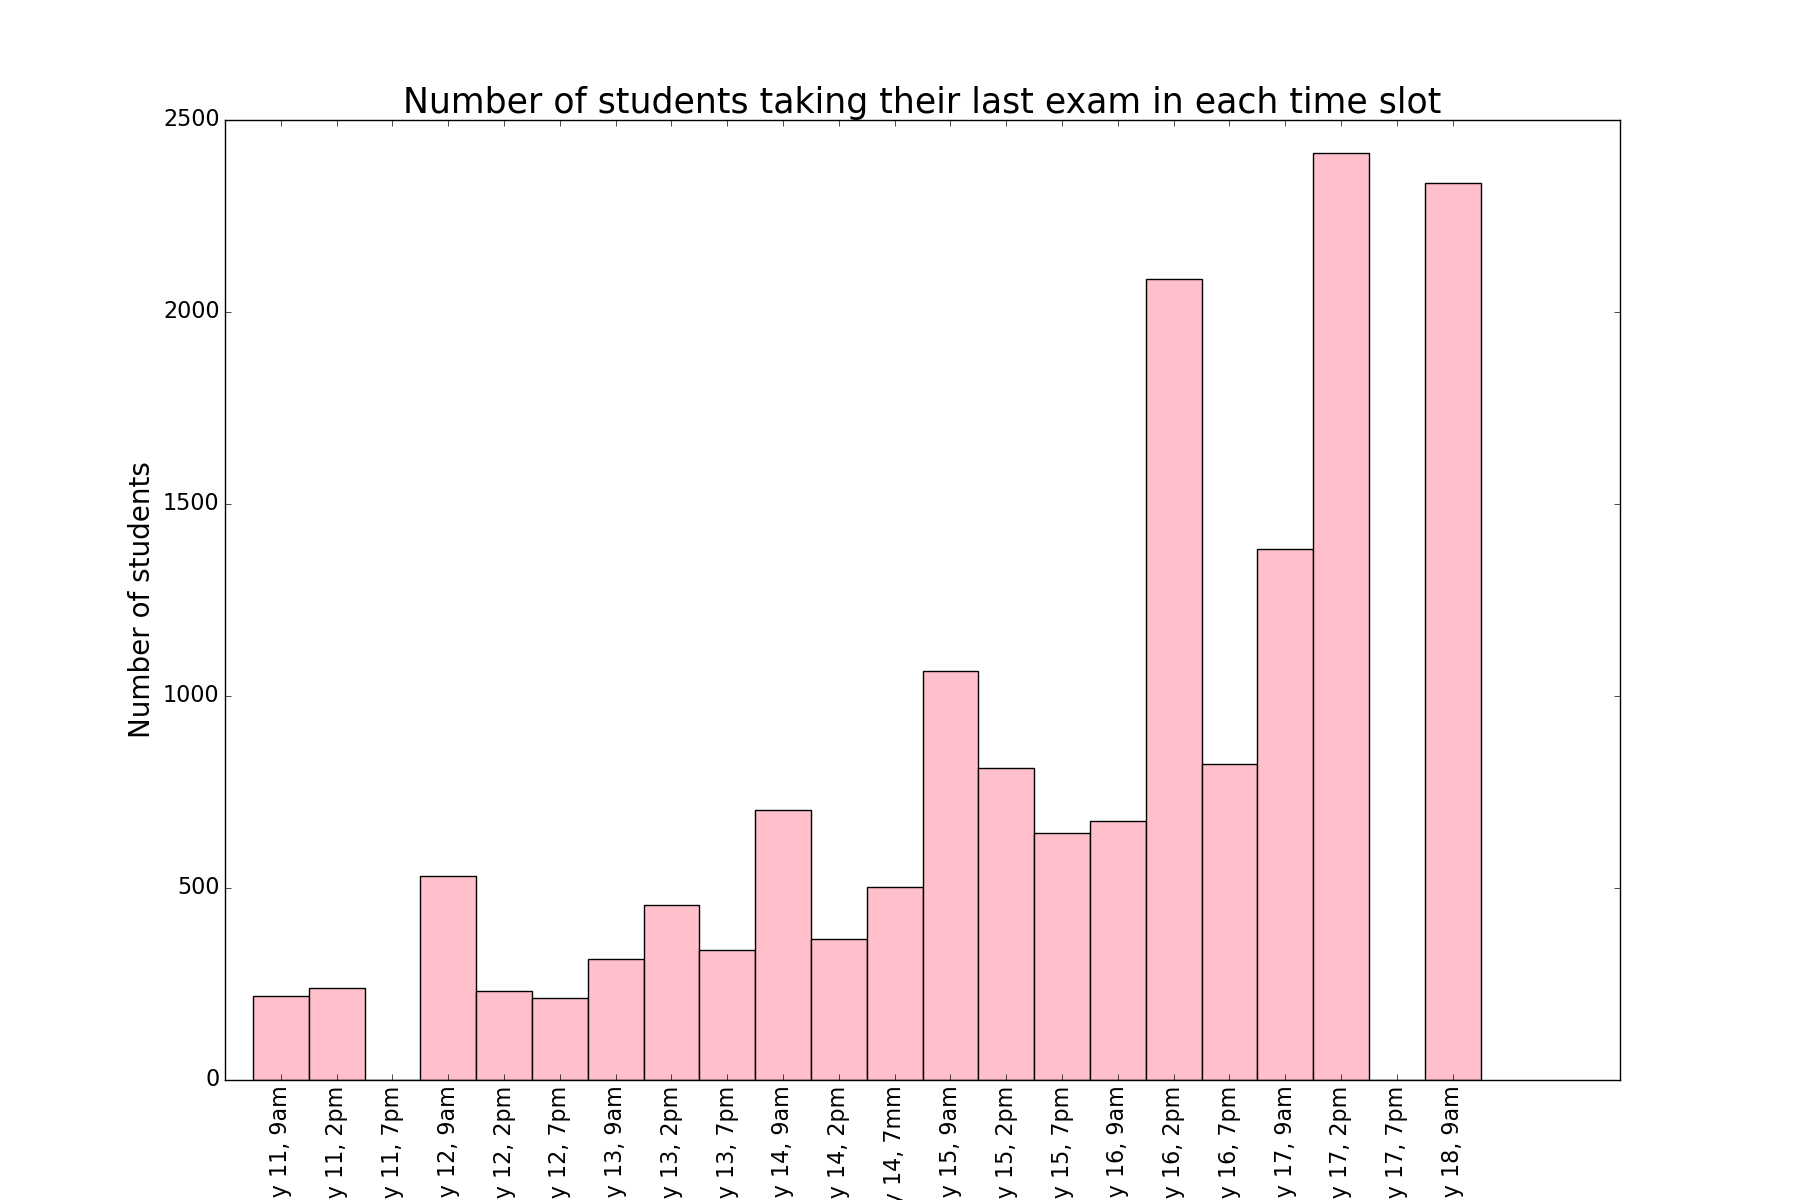 Number of students taking their last exam in each time slot
Number of students
2500
2000
1500
1000
500
0
y 11, 9am
y 11, 2pm
y 11, 7pm
y 12, 9am
y 12, 2pm
y 12, 7pm
y 13, 9am
y 13, 2pm
y 13, 7pm
y 14, 9am
y 14, 2pm
y 14, 7mm
y 15, 9am
y 15, 2pm
y 15, 7pm
y 16, 9am
y 16, 2pm
y 16, 7pm
y 17, 9am
y 17, 2pm
y 17, 7pm
y 18, 9am